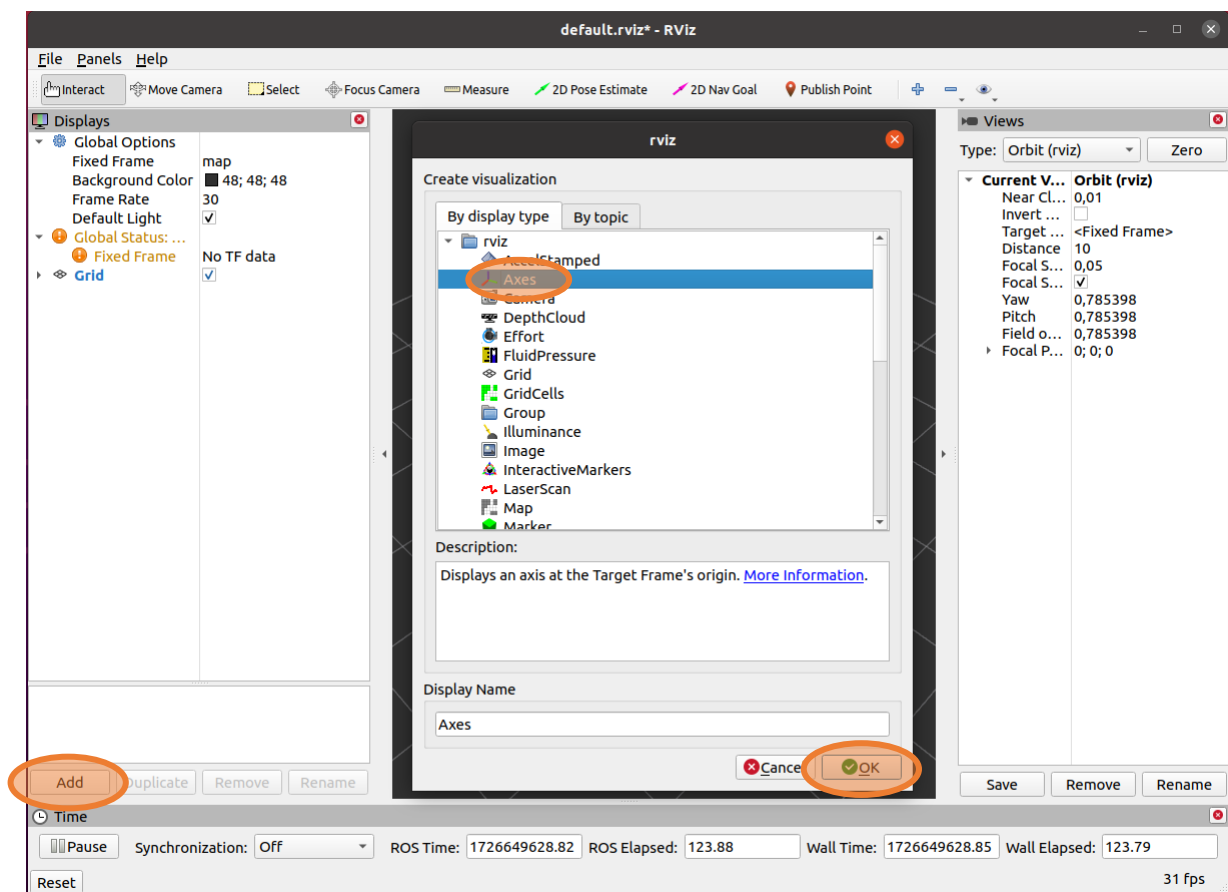 default.rviz* - RViz
File Panels Help
Interact Move Camera Select Focus Camera Measure 2D Pose Estimate 2D Nav Goal Publish Point
Displays
Global Options
Fixed Frame map
Background Color 48; 48; 48
Frame Rate 30
Default Light
Global Status: ...
Fixed Frame No TF data
Grid
Add Duplicate Remove Rename
rviz
Create visualization
By display type By topic
rviz
AccelStamped
Axes
Camera
DepthCloud
Effort
FluidPressure
Grid
GridCells
Group
Illuminance
Image
InteractiveMarkers
LaserScan
Map
Marker
Description:
Displays an axis at the Target Frame's origin. More Information.
Display Name
Axes
Cancel OK
Views
Type: Orbit (rviz) Zero
Current V... Orbit (rviz)
Near Cl... 0,01
Invert ...
Target ... <Fixed Frame>
Distance 10
Focal S... 0,05
Focal S...
Yaw 0,785398
Pitch 0,785398
Field o... 0,785398
Focal P... 0; 0; 0
Save Remove Rename
Time
Pause Synchronization: Off ROS Time: 1726649628.82 ROS Elapsed: 123.88 Wall Time: 1726649628.85 Wall Elapsed: 123.79
Reset 31 fps